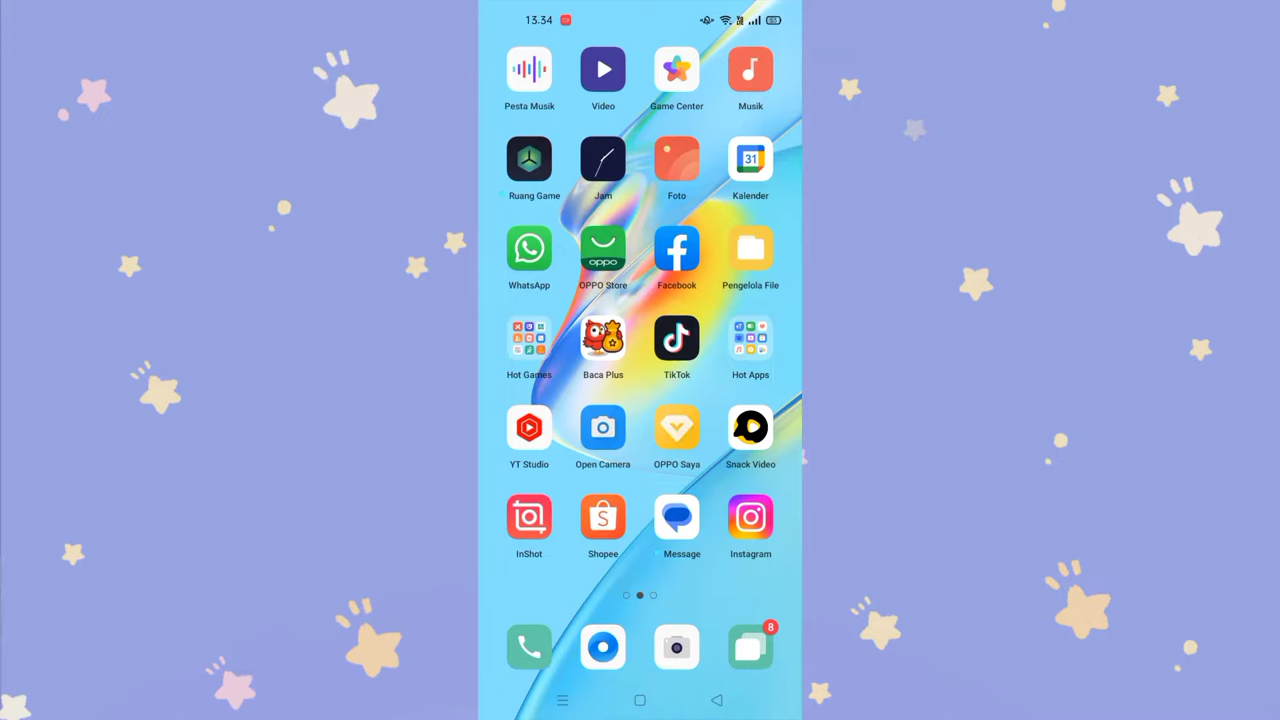 13.34
Pesta Musik Video Game Center Musik
31
Ruang Game Jam Foto Kalender
oppo
WhatsApp OPPO Store Facebook Pengelola File
Hot Games Baca Plus TikTok Hot Apps
YT Studio Open Camera OPPO Saya Snack Video
S
InShot Shopee Message Instagram
8